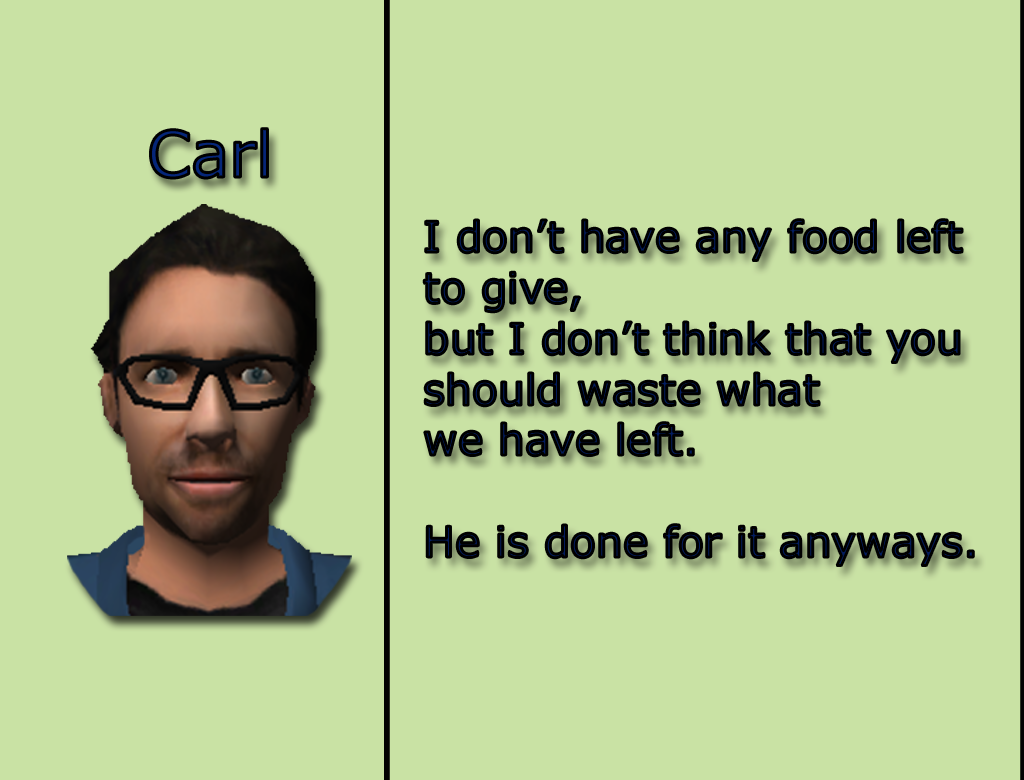 Carl
I don’t have any food left
to give,
but I don’t think that you
should waste what
we have left.
He is done for it anyways.